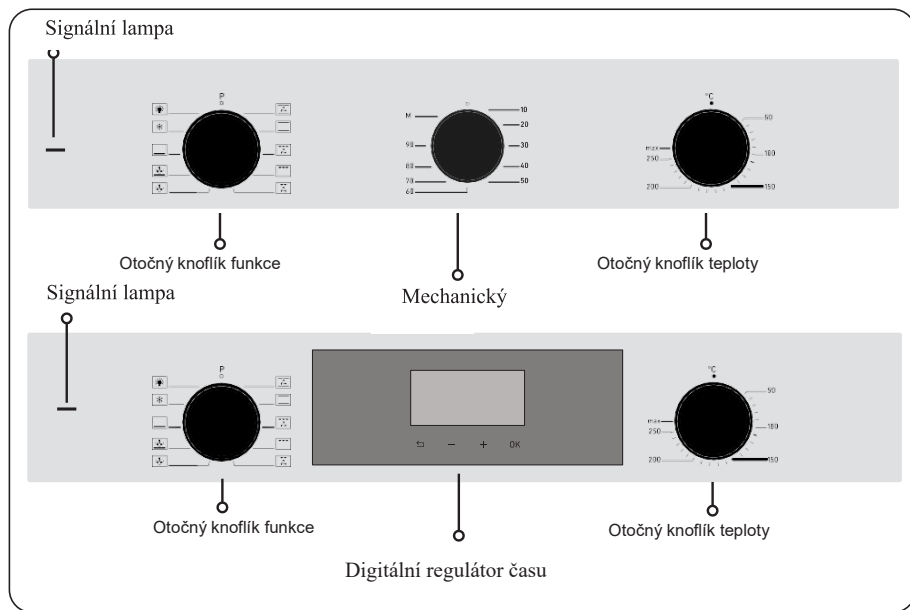 Signální lampa
P
M
10
20
30
40
50
60
70
80
90
°C
50
100
150
200
250
max
Otočný knoflík funkce
Mechanický
Otočný knoflík teploty
Signální lampa
P
OK
°C
50
100
150
200
250
max
Otočný knoflík funkce
Digitální regulátor času
Otočný knoflík teploty